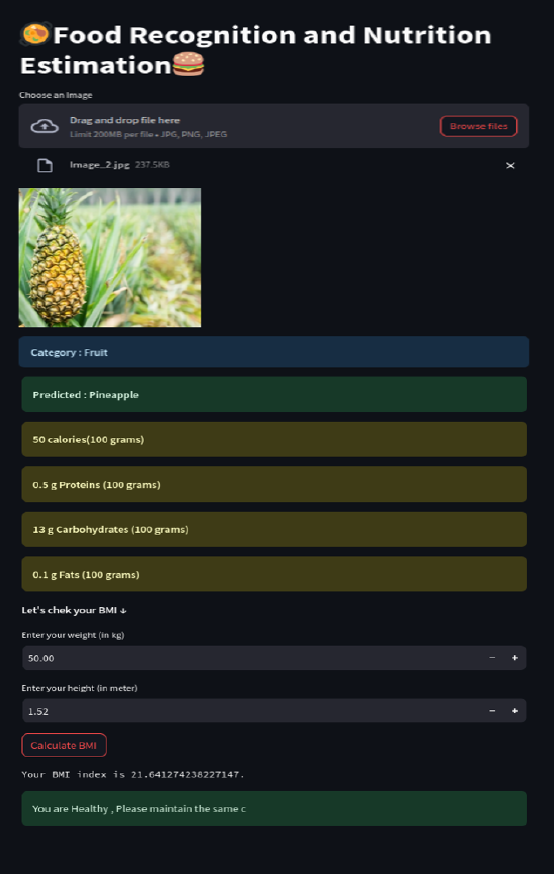 Food Recognition and Nutrition
Estimation
Choose an Image
Drag and drop file here
Limit 200MB per file • JPG, PNG, JPEG
Browse files
Image_2.jpg 237.5KB
Category : Fruit
Predicted : Pineapple
50 calories(100 grams)
0.5 g Proteins (100 grams)
13 g Carbohydrates (100 grams)
0.1 g Fats (100 grams)
Let's chek your BMI ↓
Enter your weight (in kg)
50.00
Enter your height (in meter)
1.52
Calculate BMI
Your BMI index is 21.641274238227147.
You are Healthy , Please maintain the same c